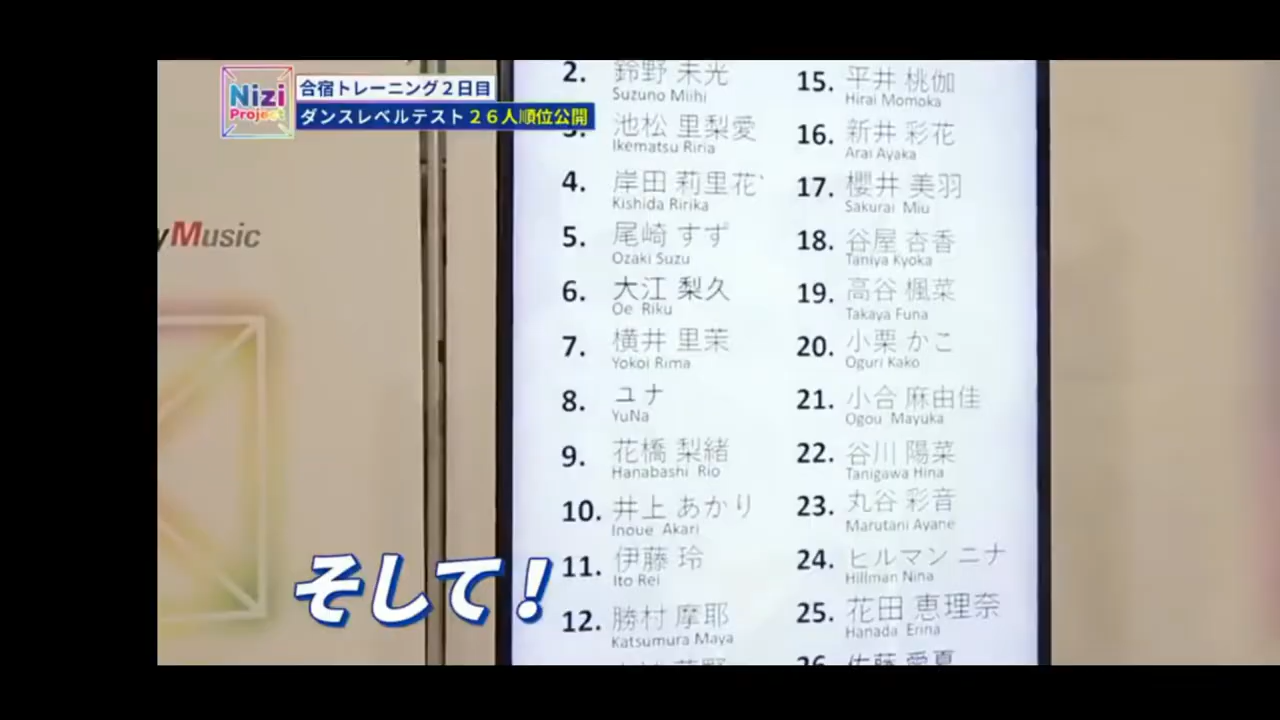 Nizi
Project
合宿トレーニング2日目
ダンスレベルテスト26人順位公開
yMusic
2. 鈴野 未光
Suzuno Miihi
3. 池松 里梨愛
Ikematsu Riria
4. 岸田 莉里花
Kishida Ririka
5. 尾崎 すず
Ozaki Suzu
6. 大江 梨久
Oe Riku
7. 横井 里茉
Yokoi Rima
8. ユナ
YuNa
9. 花橋 梨緒
Hanabashi Rio
10. 井上 あかり
Inoue Akari
11. 伊藤 玲
Ito Rei
12. 勝村 摩耶
Katsumura Maya
15. 平井 桃伽
Hirai Momoka
16. 新井 彩花
Arai Ayaka
17. 櫻井 美羽
Sakurai Miu
18. 谷屋 杏香
Taniya Kyoka
19. 高谷 楓菜
Takaya Funa
20. 小栗 かこ
Oguri Kako
21. 小合 麻由佳
Ogou Mayuka
22. 谷川 陽菜
Tanigawa Hina
23. 丸谷 彩音
Marutani Ayane
24. ヒルマン ニナ
Hillman Nina
25. 花田 恵理奈
Hanada Erina
26. 佐藤 愛夏
そして!